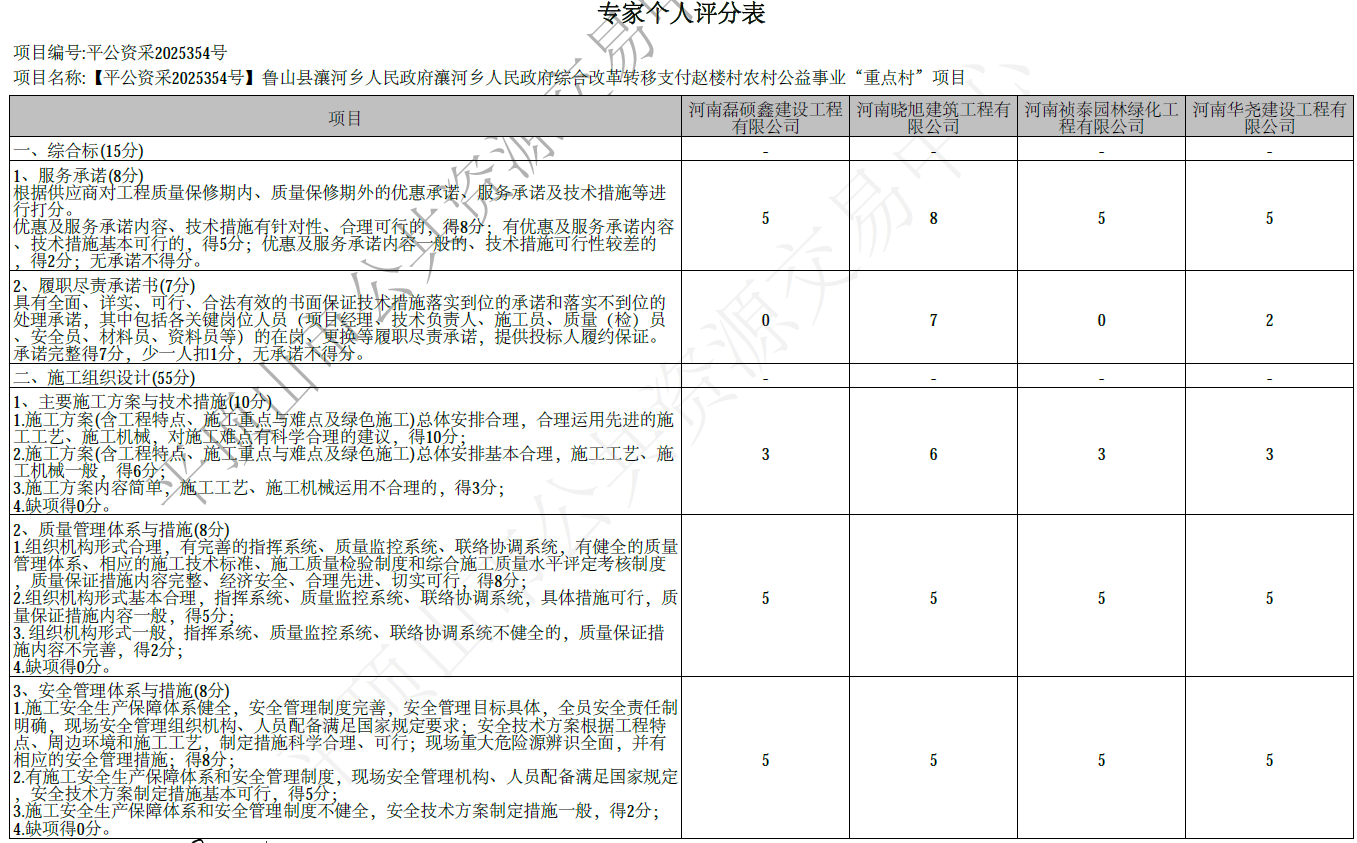 专家个人评分表
项目编号:平公资采2025354号
项目名称:【平公资采2025354号】鲁山县瀼河乡人民政府瀼河乡人民政府综合改革转移支付赵楼村农村公益事业“重点村”项目
项目
河南磊硕鑫建设工程
有限公司
河南晓旭建筑工程有
限公司
河南祯泰园林绿化工
程有限公司
河南华尧建设工程有
限公司
一、综合标(15分)
- - - -
1、服务承诺(8分)
根据供应商对工程质量保修期内、质量保修期外的优惠承诺、服务承诺及技术措施等进
行打分。
优惠及服务承诺内容、技术措施有针对性、合理可行的，得8分；有优惠及服务承诺内容
、技术措施基本可行的，得5分；优惠及服务承诺内容一般的、技术措施可行性较差的
，得2分；无承诺不得分。
5 8 5 5
2、履职尽责承诺书(7分)
具有全面、详实、可行、合法有效的书面保证技术措施落实到位的承诺和落实不到位的
处理承诺，其中包括各关键岗位人员（项目经理、技术负责人、施工员、质量（检）员
、安全员、材料员、资料员等）的在岗、更换等履职尽责承诺，提供投标人履约保证。
承诺完整得7分，少一人扣1分，无承诺不得分。
0 7 0 2
二、施工组织设计(55分)
- - - -
1、主要施工方案与技术措施(10分)
1.施工方案(含工程特点、施工重点与难点及绿色施工)总体安排合理，合理运用先进的施
工工艺、施工机械，对施工难点有科学合理的建议，得10分；
2.施工方案(含工程特点、施工重点与难点及绿色施工)总体安排基本合理，施工工艺、施
工机械一般，得6分；
3.施工方案内容简单，施工工艺、施工机械运用不合理的，得3分；
4.缺项得0分。
3 6 3 3
2、质量管理体系与措施(8分)
1.组织机构形式合理，有完善的指挥系统、质量监控系统、联络协调系统，有健全的质量
管理体系、相应的施工技术标准、施工质量检验制度和综合施工质量水平评定考核制度
，质量保证措施内容完整、经济安全、合理先进、切实可行，得8分；
2.组织机构形式基本合理，指挥系统、质量监控系统、联络协调系统，具体措施可行，质
量保证措施内容一般，得5分；
3. 组织机构形式一般，指挥系统、质量监控系统、联络协调系统不健全的，质量保证措
施内容不完善，得2分；
4.缺项得0分。
5 5 5 5
3、安全管理体系与措施(8分)
1.施工安全生产保障体系健全，安全管理制度完善，安全管理目标具体，全员安全责任制
明确，现场安全管理组织机构、人员配备满足国家规定要求；安全技术方案根据工程特
点、周边环境和施工工艺，制定措施科学合理、可行；现场重大危险源辨识全面，并有
相应的安全管理措施；得8分；
2.有施工安全生产保障体系和安全管理制度，现场安全管理机构、人员配备满足国家规定
，安全技术方案制定措施基本可行，得5分；
3.施工安全生产保障体系和安全管理制度不健全，安全技术方案制定措施一般，得2分；
4.缺项得0分。
5 5 5 5
平顶山市公共资源交易中
平顶山市公共资源交易中心